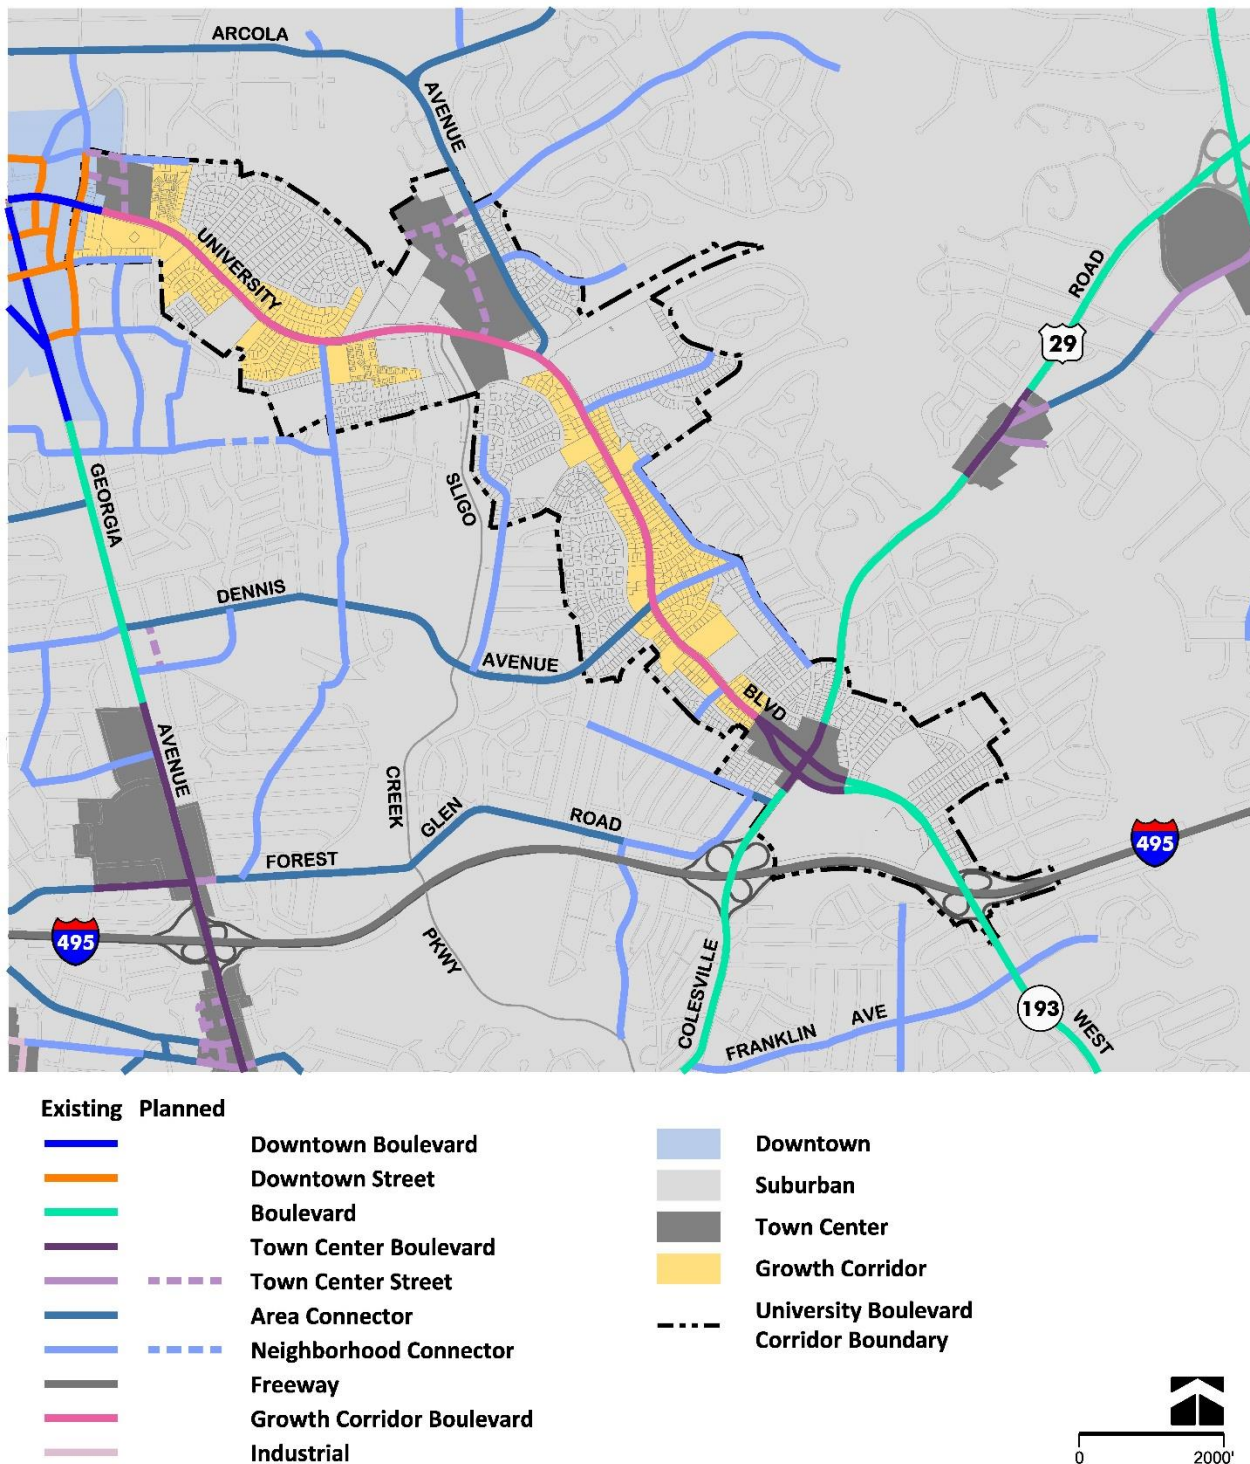 ARCOLA
AVENUE
UNIVERSITY
ROAD
29
GEORGIA
SLIGO
DENNIS
AVENUE
BLVD
AVENUE
CREEK
GLEN
ROAD
FOREST
495
495
PKWY
COLESVILLE
193
WEST
FRANKLIN AVE
Existing Planned
Downtown Boulevard
Downtown Street
Boulevard
Town Center Boulevard
Town Center Street
Area Connector
Neighborhood Connector
Freeway
Growth Corridor Boulevard
Industrial
Downtown
Suburban
Town Center
Growth Corridor
University Boulevard
Corridor Boundary
0 2000'